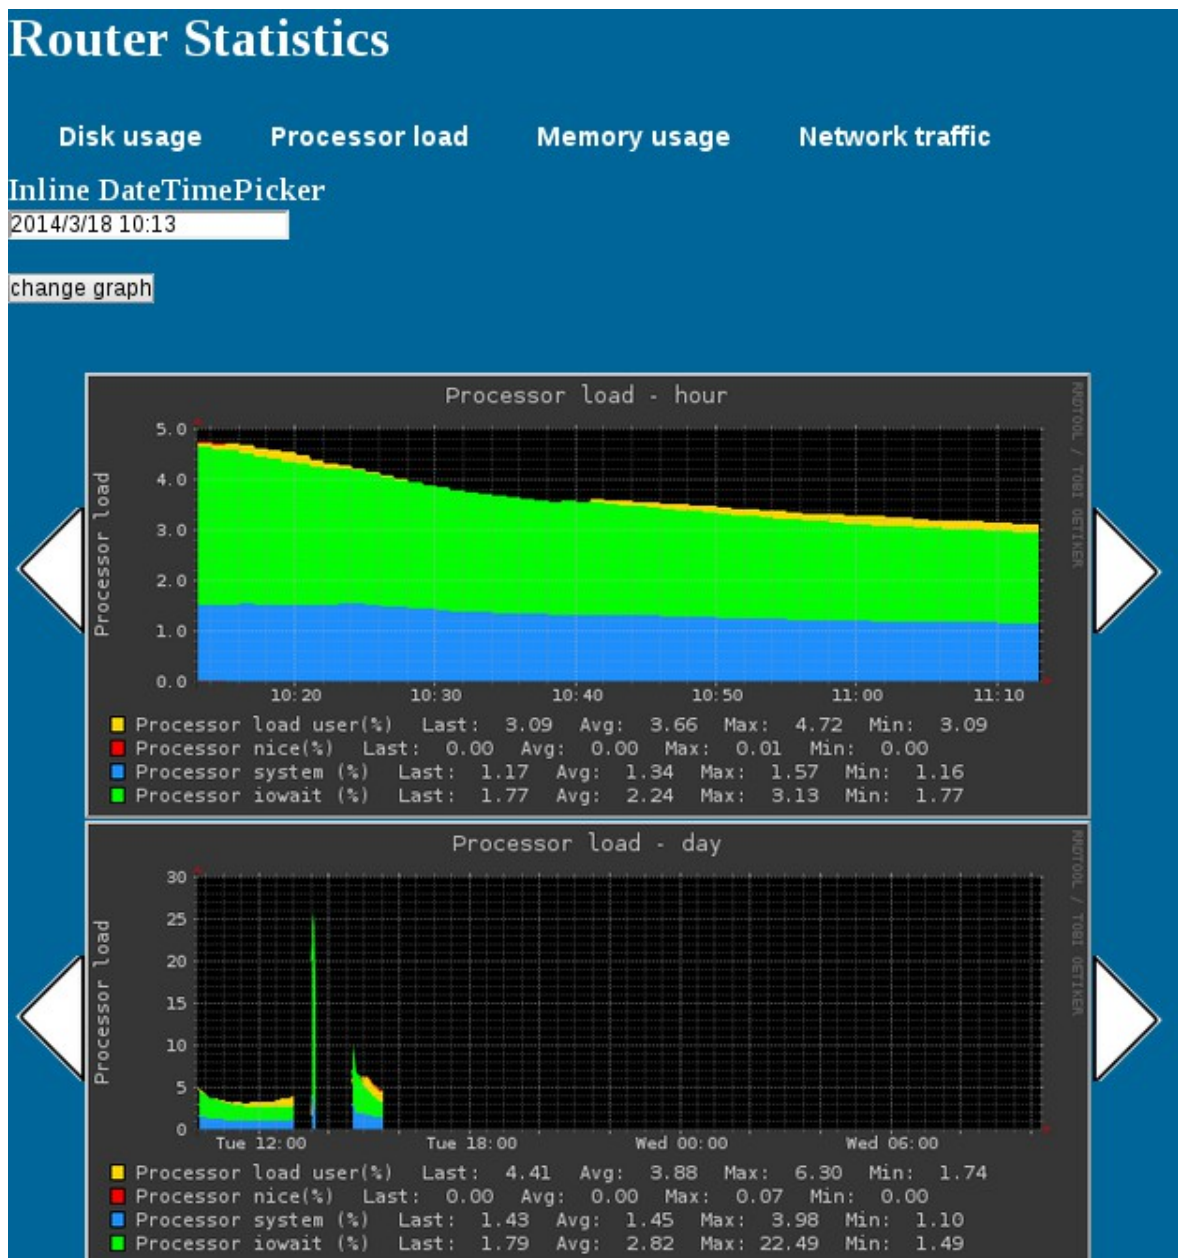 Router Statistics
Disk usage Processor load Memory usage Network traffic
Inline DateTimePicker
2014/3/18 10:13
change graph
Processor load - hour
RRDTOOL / TOBI OETIKER
Processor load
5.0
4.0
3.0
2.0
1.0
0.0
10:20 10:30 10:40 10:50 11:00 11:10
Processor load user(%) Last: 3.09 Avg: 3.66 Max: 4.72 Min: 3.09
Processor nice(%) Last: 0.00 Avg: 0.00 Max: 0.01 Min: 0.00
Processor system (%) Last: 1.17 Avg: 1.34 Max: 1.57 Min: 1.16
Processor iowait (%) Last: 1.77 Avg: 2.24 Max: 3.13 Min: 1.77
Processor load - day
RRDTOOL / TOBI OETIKER
Processor load
30
25
20
15
10
5
0
Tue 12:00 Tue 18:00 Wed 00:00 Wed 06:00
Processor load user(%) Last: 4.41 Avg: 3.88 Max: 6.30 Min: 1.74
Processor nice(%) Last: 0.00 Avg: 0.00 Max: 0.07 Min: 0.00
Processor system (%) Last: 1.43 Avg: 1.45 Max: 3.98 Min: 1.10
Processor iowait (%) Last: 1.79 Avg: 2.82 Max: 22.49 Min: 1.49